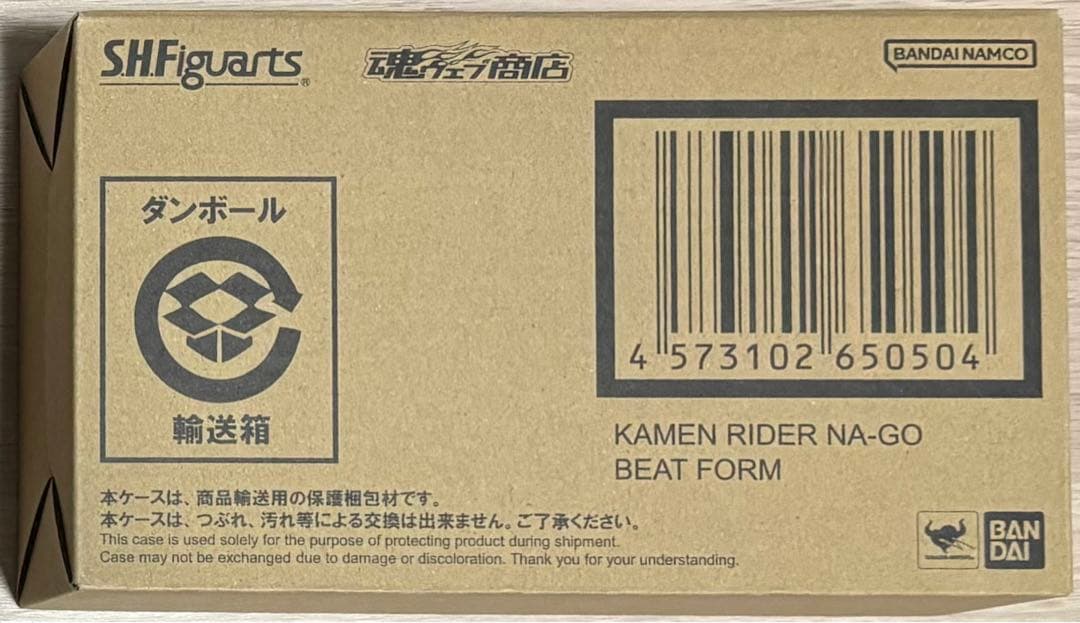 S.H.Figuarts®
魂ウェブ商店
BANDAI NAMCO
ダンボール
輸送箱
4 573102 650504
KAMEN RIDER NA-GO
BEAT FORM
本ケースは、商品輸送用の保護梱包材です。
本ケースは、つぶれ、汚れ等による交換は出来ません。ご了承ください。
This case is used solely for the purpose of protecting product during shipment.
Case may not be exchanged due to damage or discoloration. Thank you for your understanding.
BAN
DAI